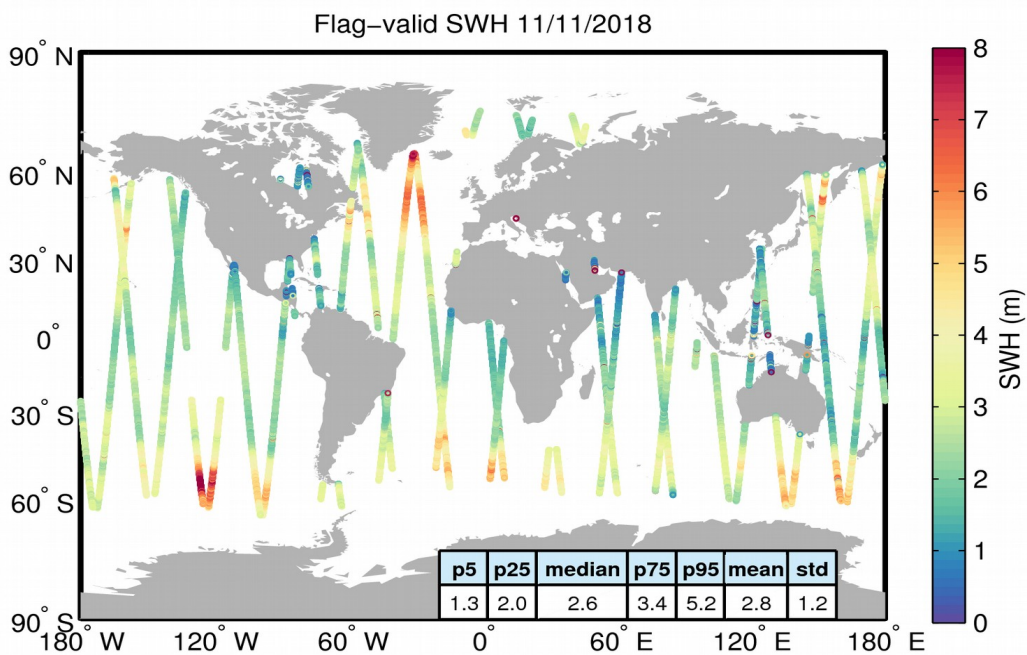 Flag−valid SWH 11/11/2018
90° N
60° N
30° N
0°
30° S
60° S
90° S
180° W
120° W
60° W
0°
60° E
120° E
180° E
p5 p25 median p75 p95 mean std
1.3 2.0 2.6 3.4 5.2 2.8 1.2
8
7
6
5
4
3
2
1
0
SWH (m)